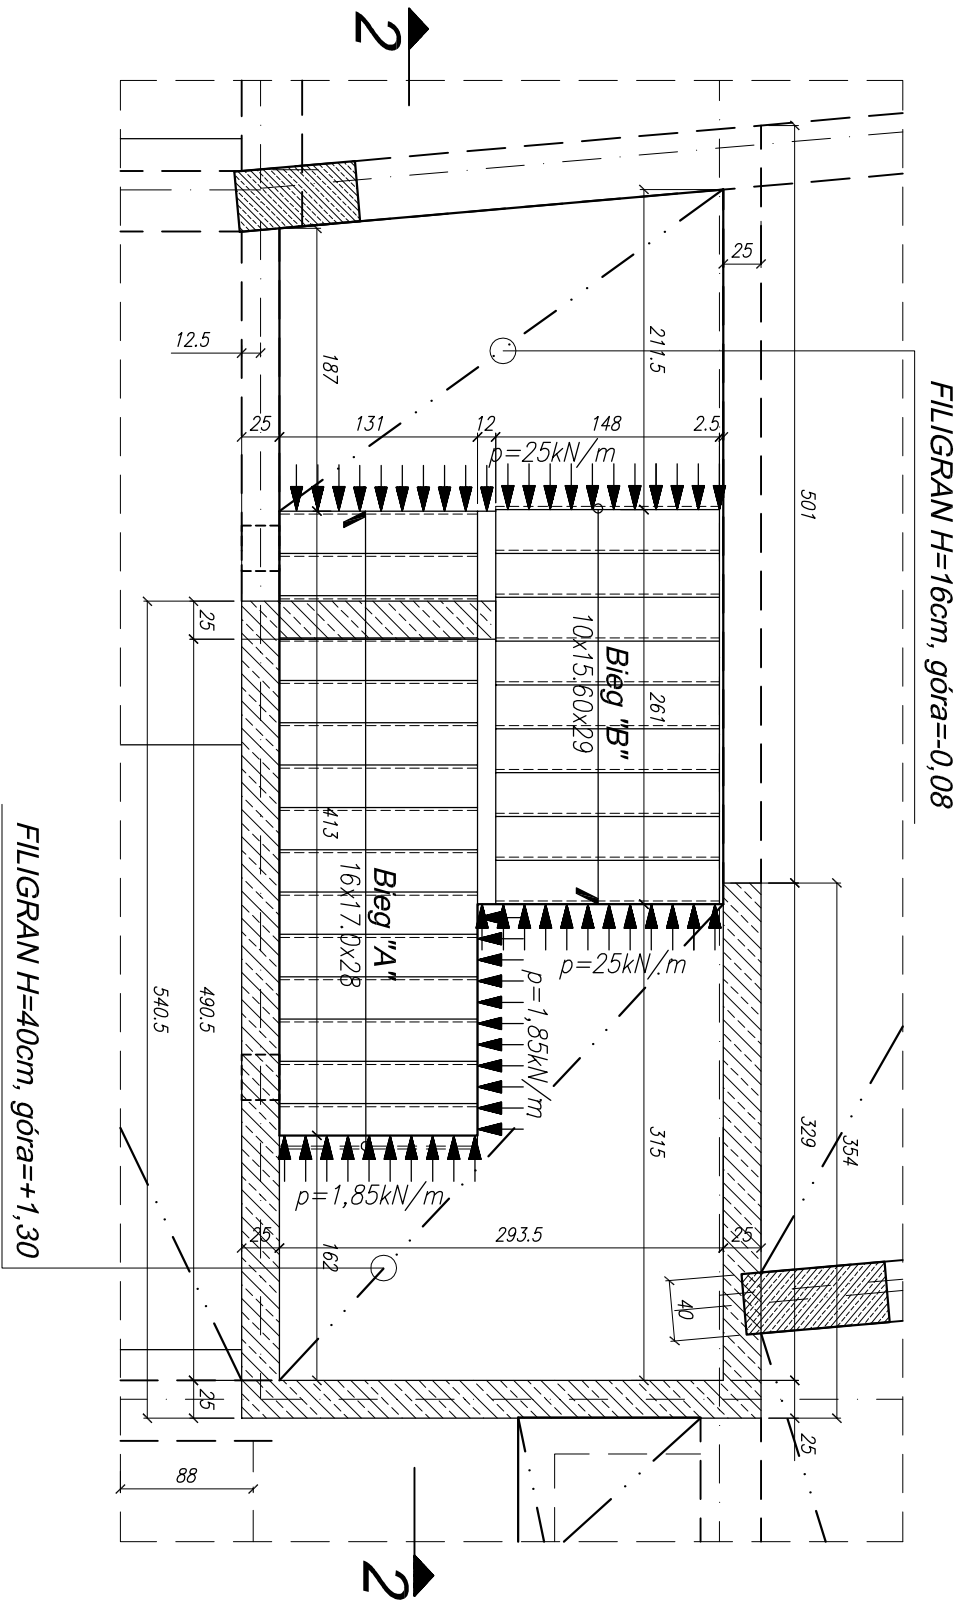 2
FILIGRAN H=16cm, góra=-0,08
25
12.5
187
211.5
501
25
131
12
148
2.5
p=25kN/m
25
Bieg "B"
10x15.60x29
261
413
Bieg "A"
16x17.0x28
p=25kN/m
p=1,85kN/m
490.5
540.5
329
354
315
p=1,85kN/m
25
293.5
25
162
40
25
25
88
FILIGRAN H=40cm, góra=+1,30
2